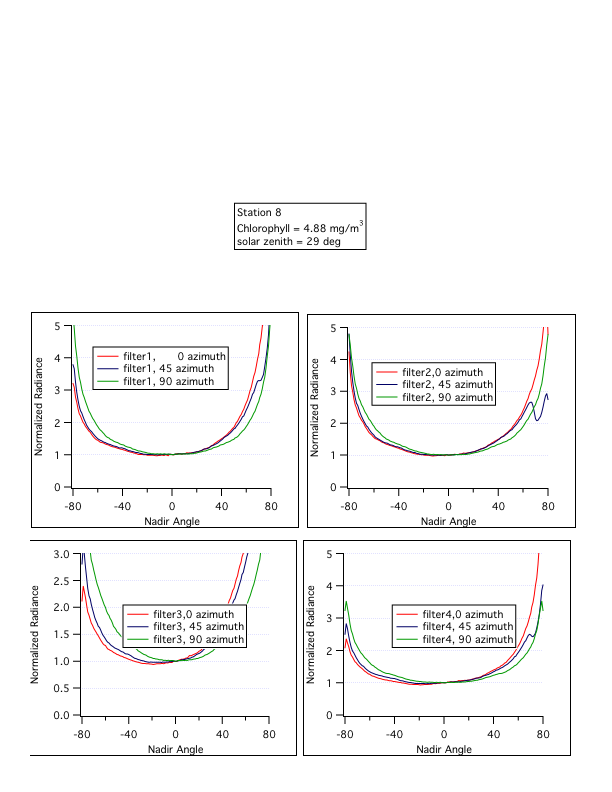 Station 8
Chlorophyll = 4.88 mg/m³
solar zenith = 29 deg
5
4
3
2
1
0
Normalized Radiance
filter1, 0 azimuth
filter1, 45 azimuth
filter1, 90 azimuth
-80 -40 0 40 80
Nadir Angle
5
4
3
2
1
0
Normalized Radiance
filter2,0 azimuth
filter2, 45 azimuth
filter2, 90 azimuth
-80 -40 0 40 80
Nadir Angle
3.0
2.5
2.0
1.5
1.0
0.5
0.0
Normalized Radiance
filter3,0 azimuth
filter3, 45 azimuth
filter3, 90 azimuth
-80 -40 0 40 80
Nadir Angle
5
4
3
2
1
0
Normalized Radiance
filter4,0 azimuth
filter4, 45 azimuth
filter4, 90 azimuth
-80 -40 0 40 80
Nadir Angle